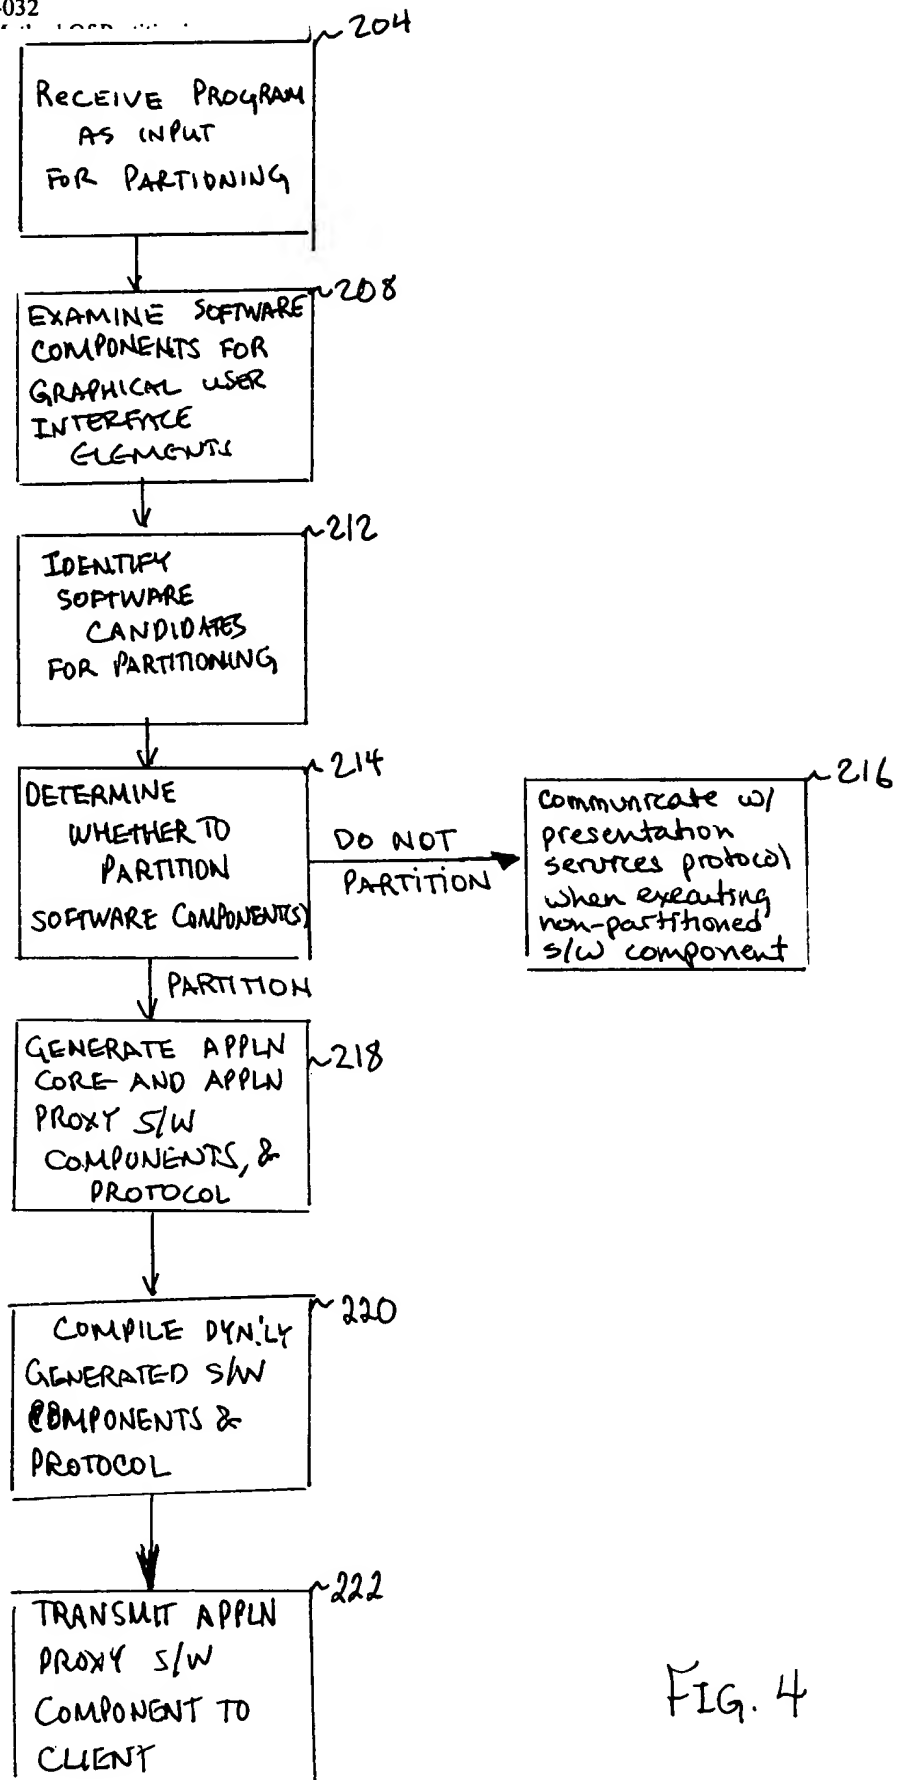 032
204
RECEIVE PROGRAM
AS INPUT
FOR PARTIONING
208
EXAMINE SOFTWARE
COMPONENTS FOR
GRAPHICAL USER
INTERFACE
ELEMENTS
212
IDENTIFY
SOFTWARE
CANDIDATES
FOR PARTITIONING
214
DETERMINE
WHETHER TO
PARTITION
SOFTWARE COMPONENT(S)
DO NOT
PARTITION
216
communicate w/
presentation
services protocol
when executing
non-partitioned
s/w component
PARTITION
218
GENERATE APPLN
CORE AND APPLN
PROXY S/W
COMPONENTS, &
PROTOCOL
220
COMPILE DYN'LY
GENERATED S/W
COMPONENTS &
PROTOCOL
222
TRANSMIT APPLN
PROXY S/W
COMPONENT TO
CLIENT
FIG. 4